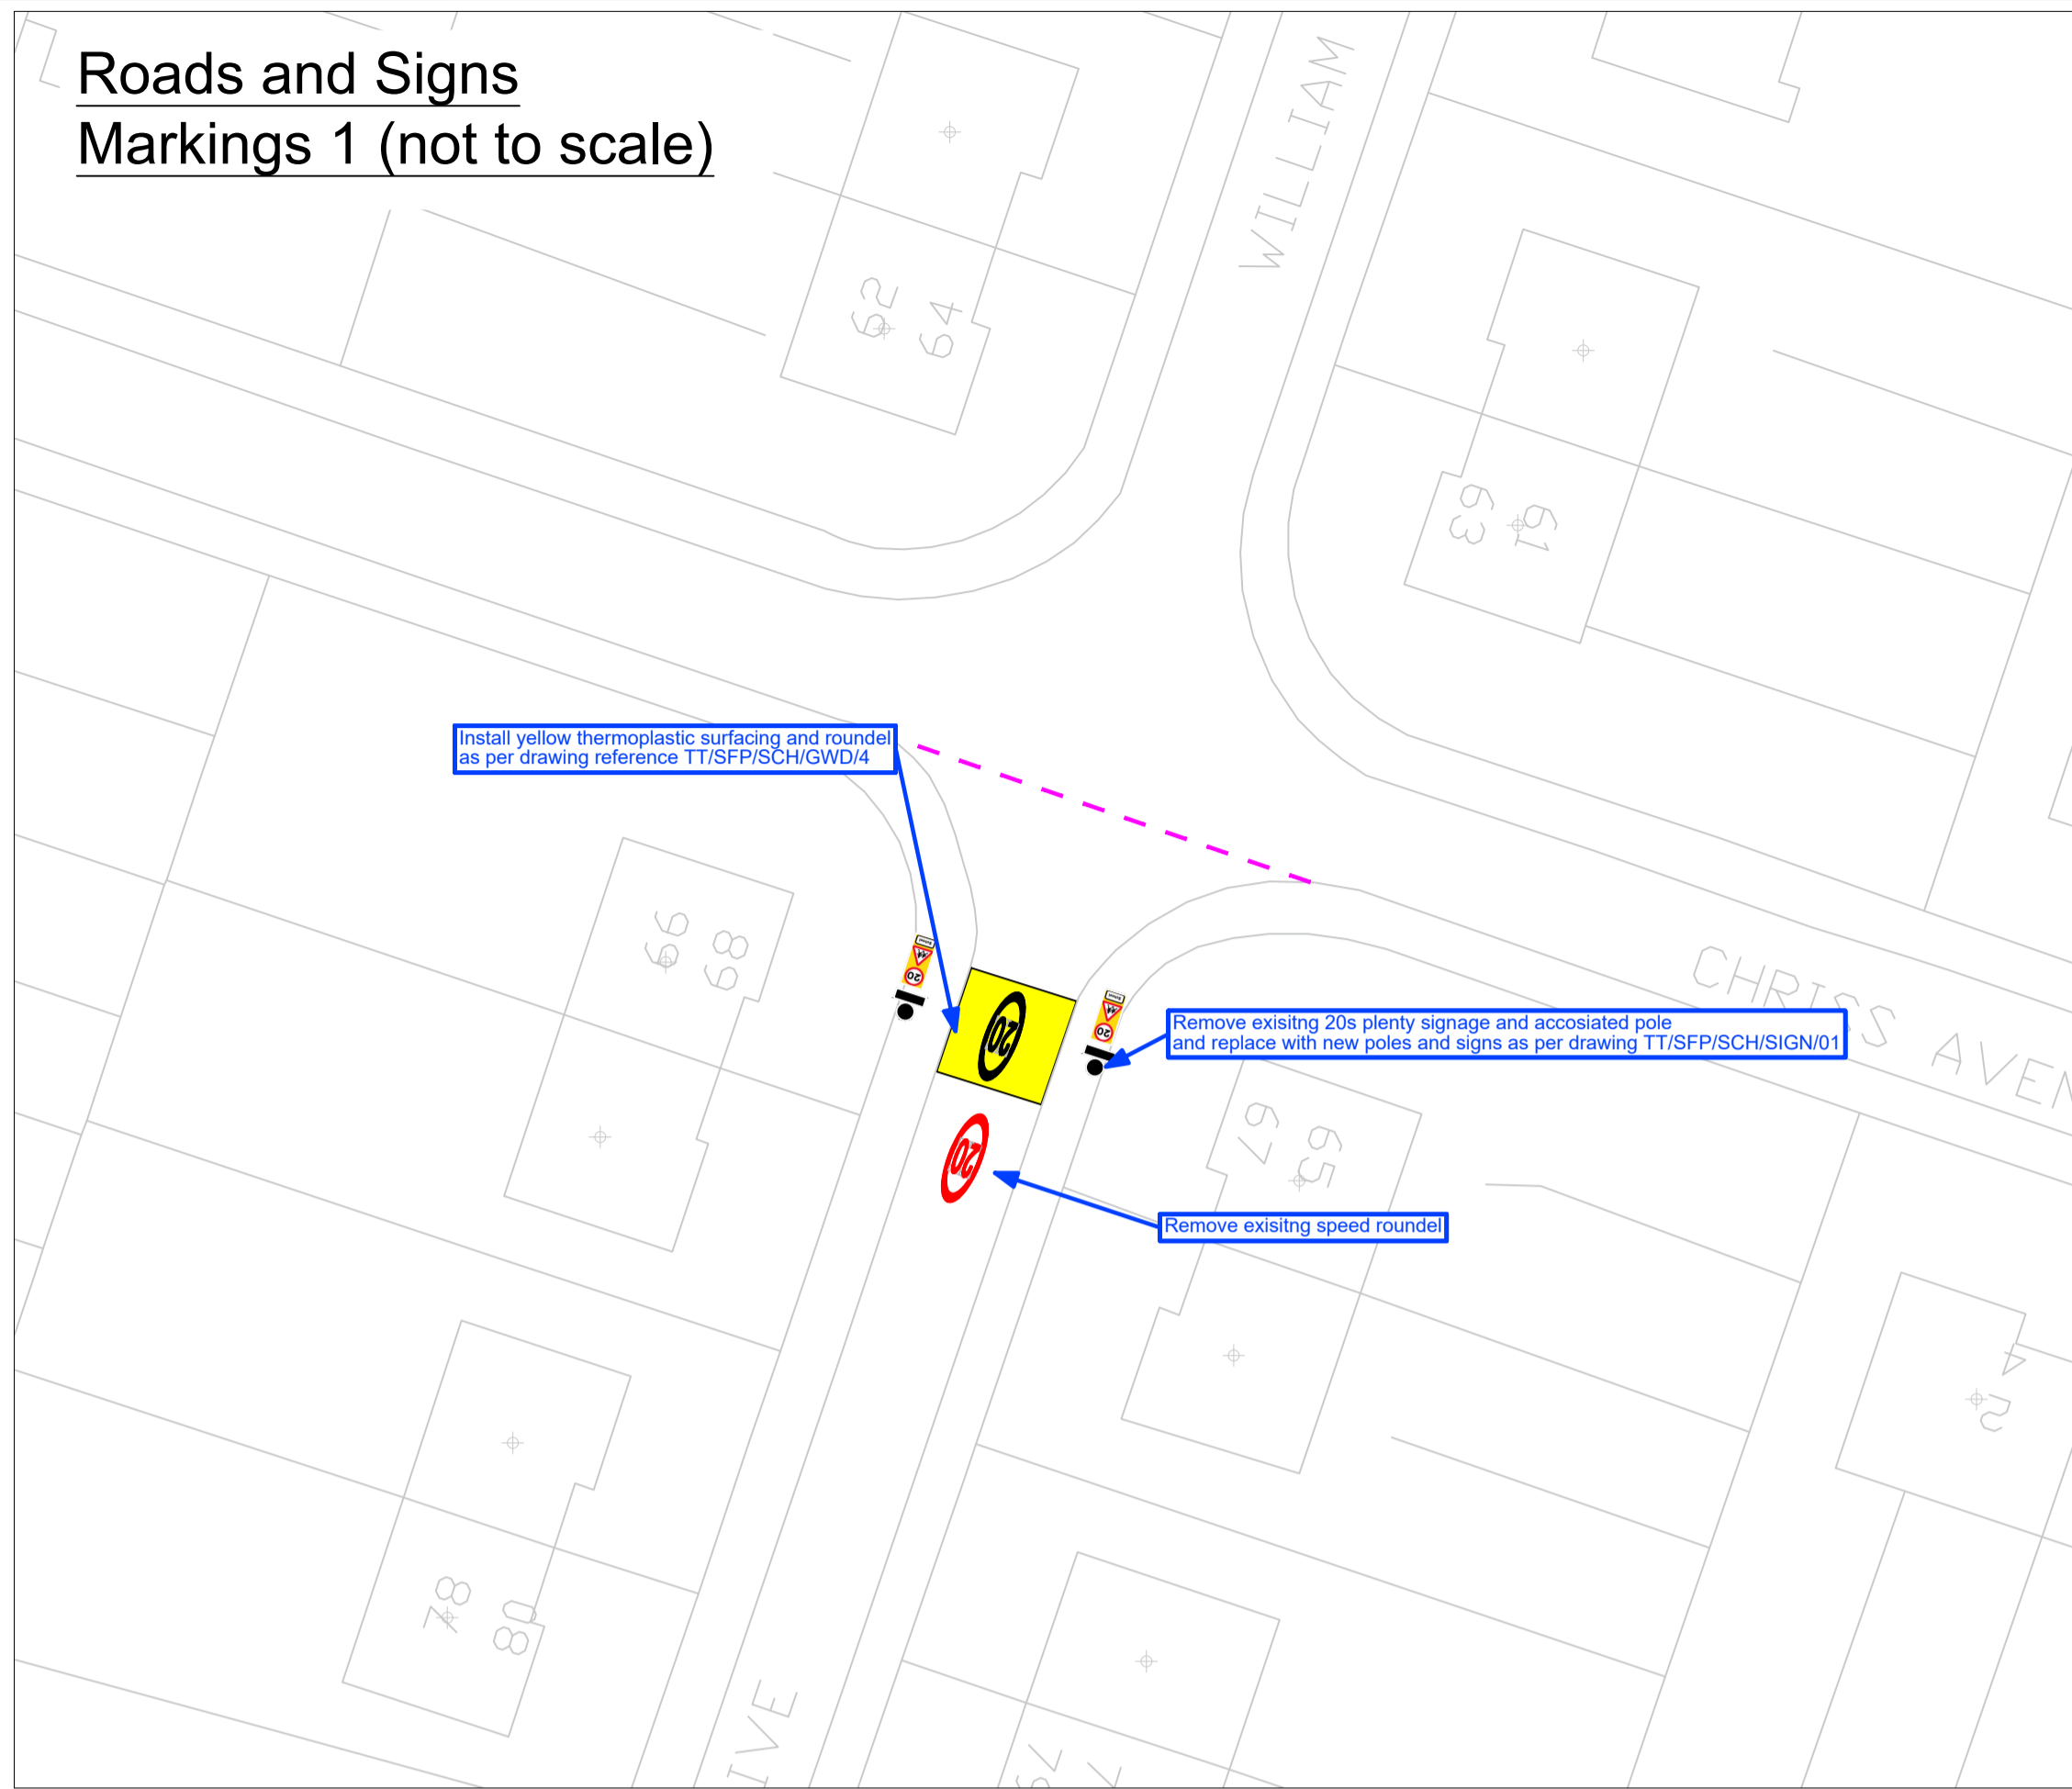 Roads and Signs
Markings 1 (not to scale)
WILLIAM
62
64
63
61
Install yellow thermoplastic surfacing and roundel
as per drawing reference TT/SFP/SCH/GWD/4
66
68
CHRISS AVEN
School
20
20
School
20
Remove exisitng 20s plenty signage and accosiated pole
and replace with new poles and signs as per drawing TT/SFP/SCH/SIGN/01
67
65
20
Remove exisitng speed roundel
78
80
IVE